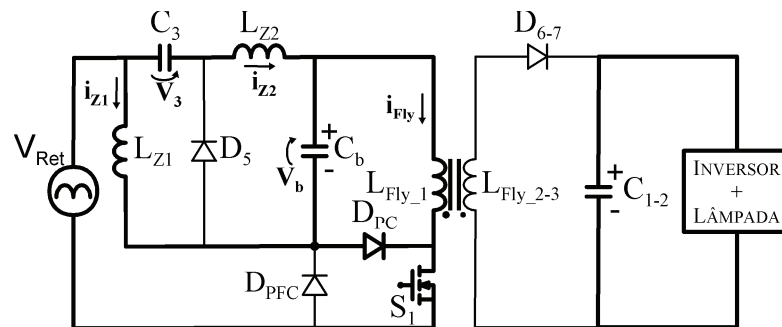 C3
LZ2
D6-7
iZ1
V3
iZ2
iFly
VRet
LZ1
D5
+
Cb
-
Vb
LFly_1
LFly_2-3
+
C1-2
-
INVERSOR
+
LÂMPADA
DPC
DPFC
S1